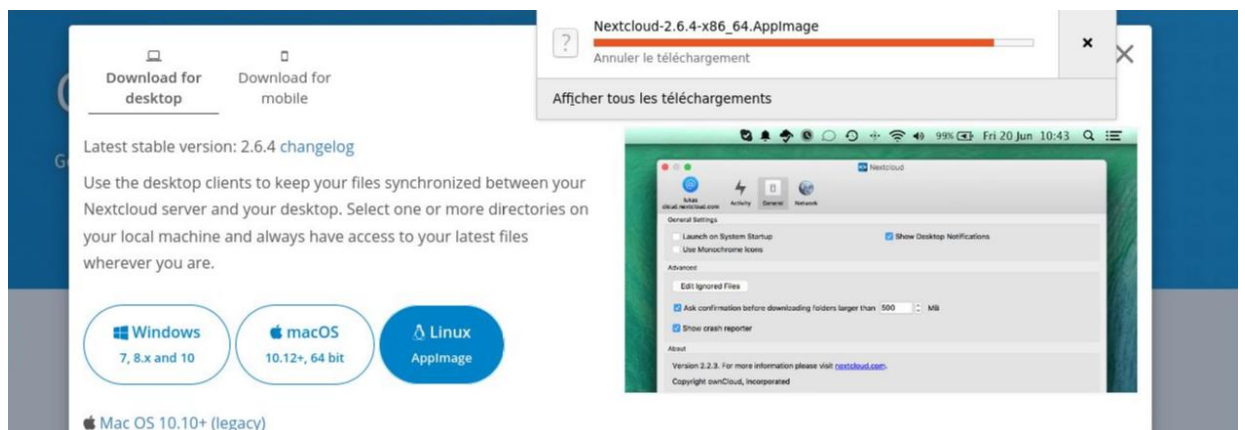 Nextcloud-2.6.4-x86_64.AppImage
Annuler le téléchargement
Afficher tous les téléchargements
Download for
desktop
Download for
mobile
Latest stable version: 2.6.4 changelog
Use the desktop clients to keep your files synchronized between your
Nextcloud server and your desktop. Select one or more directories on
your local machine and always have access to your latest files
wherever you are.
Windows
7, 8.x and 10
macOS
10.12+, 64 bit
Linux
AppImage
Mac OS 10.10+ (legacy)
99% Fri 20 Jun 10:43
Nextcloud
lukas
cloud.nextcloud.com
Activity
General
Network
General Settings
Launch on System Startup
Show Desktop Notifications
Use Monochrome Icons
Advanced
Edit Ignored Files
Ask confirmation before downloading folders larger than 500 MB
Show crash reporter
About
Version 2.2.3. For more information please visit nextcloud.com.
Copyright ownCloud, Incorporated